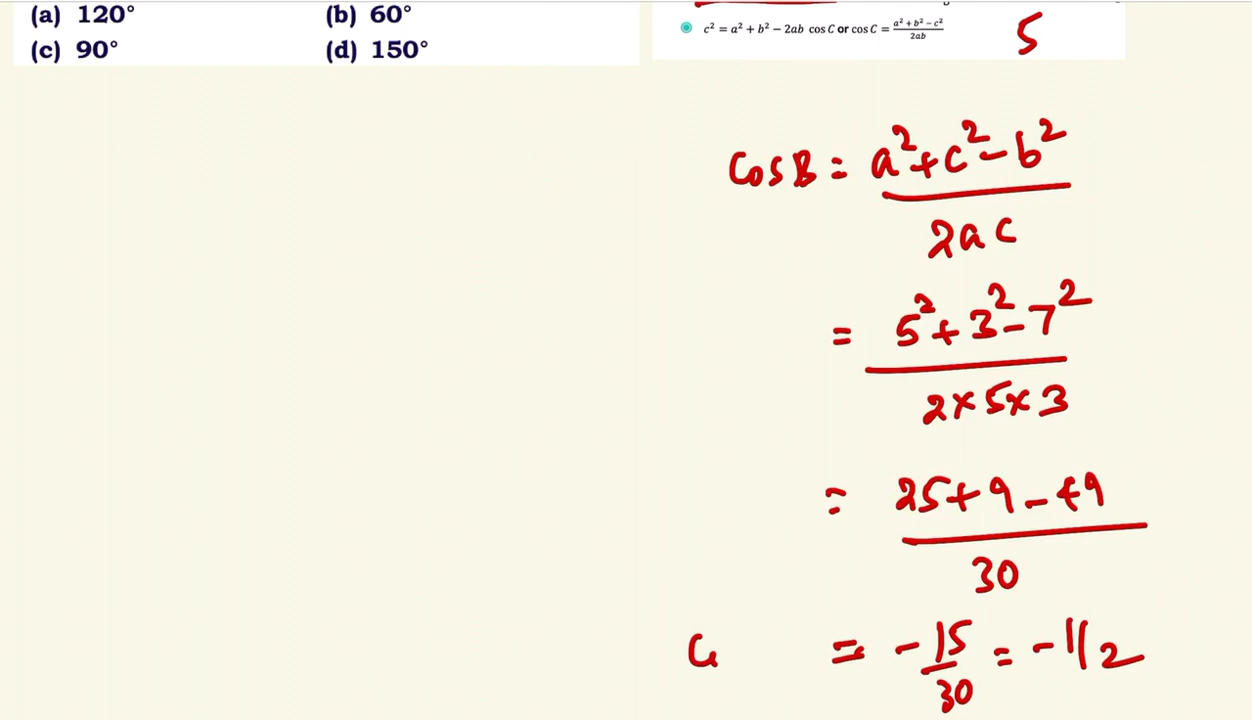 (a) 120° (b) 60°
(c) 90° (d) 150°
c² = a² + b² − 2ab cos C or cos C = (a² + b² − c²)/2ab
5
Cos B = (a² + c² − b²)/2ac
= (5² + 3² − 7²)/(2 × 5 × 3)
= (25 + 9 − 49)/30
= −15/30 = −1/2